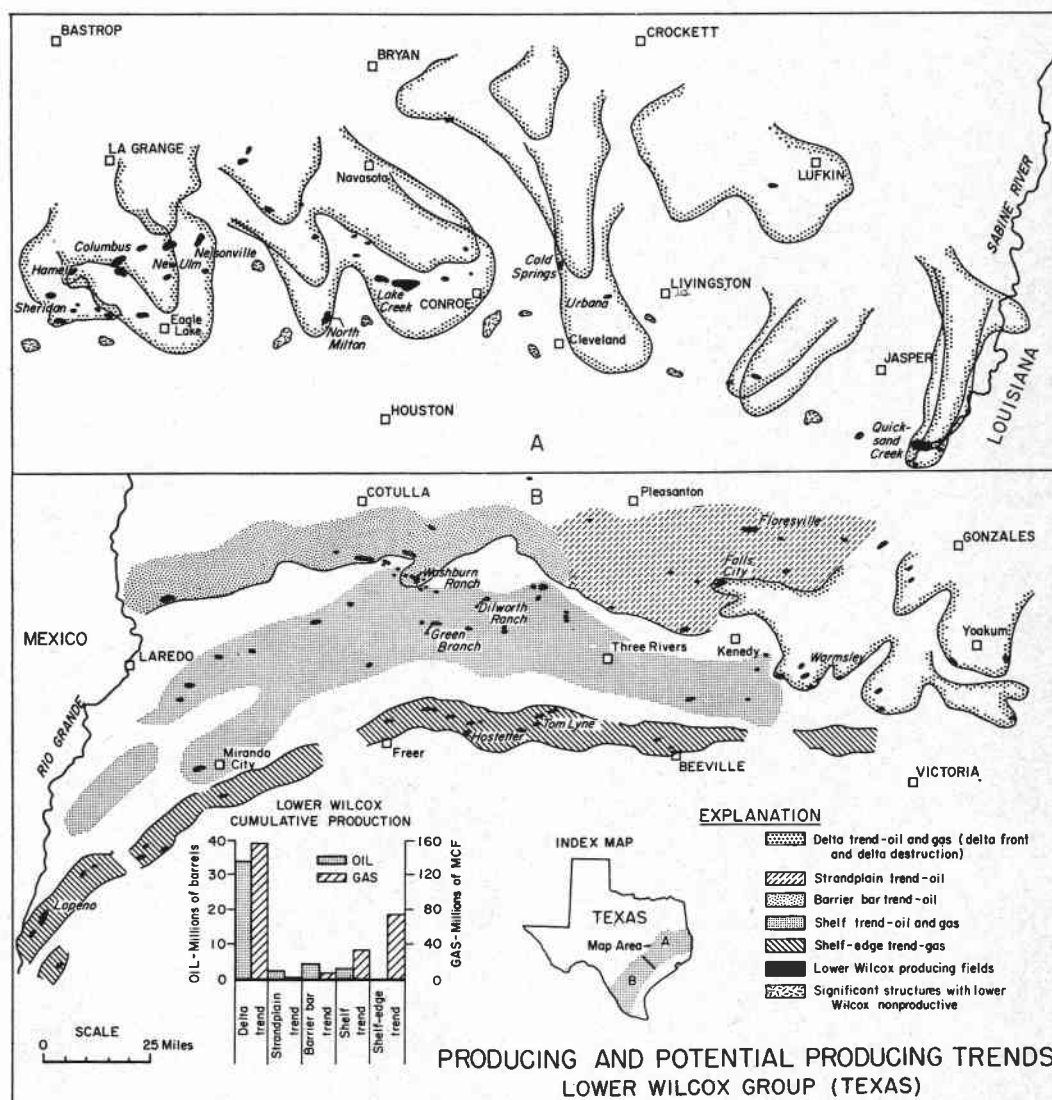 BASTROP
CROCKETT
BRYAN
LA GRANGE
Navasota
LUFKIN
SABINE RIVER
Columbus
Nelsonville
Hamel
New Ulm
Cold
Springs
Sheridan
Lake
Creek
CONROE
Urbana
LIVINGSTON
Eagle
Lake
North
Milton
Cleveland
JASPER
LOUISIANA
HOUSTON
Quick-
sand
Creek
A
COTULLA
B
Pleasanton
Floresville
GONZALES
Falls
City
Washburn
Ranch
Dilworth
Ranch
MEXICO
Green
Branch
LAREDO
Three Rivers
Kenedy
Yoakum
Warmsley
RIO GRANDE
Mirando
City
Freer
Hostetter
Tom Lyne
BEEVILLE
VICTORIA
Lopeno
LOWER WILCOX
CUMULATIVE PRODUCTION
OIL-Millions of barrels
40
30
20
10
0
OIL
GAS
160
120
80
40
0
GAS-Millions of MCF
Delta
trend
Strandplain
trend
Barrier bar
trend
Shelf
trend
Shelf-edge
trend
SCALE
0 25 Miles
INDEX MAP
TEXAS
Map Area
A
B
EXPLANATION
Delta trend-oil and gas (delta front
and delta destruction)
Strandplain trend-oil
Barrier bar trend-oil
Shelf trend-oil and gas
Shelf-edge trend-gas
Lower Wilcox producing fields
Significant structures with lower
Wilcox nonproductive
PRODUCING AND POTENTIAL PRODUCING TRENDS
LOWER WILCOX GROUP (TEXAS)